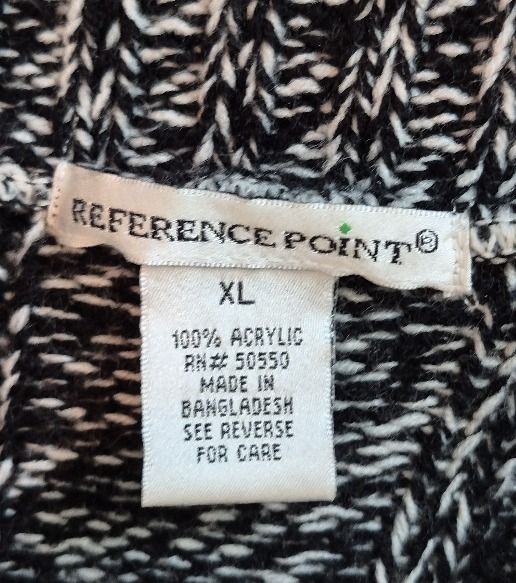 REFERENCE POINT®
XL
100% ACRYLIC
RN# 50550
MADE IN
BANGLADESH
SEE REVERSE
FOR CARE